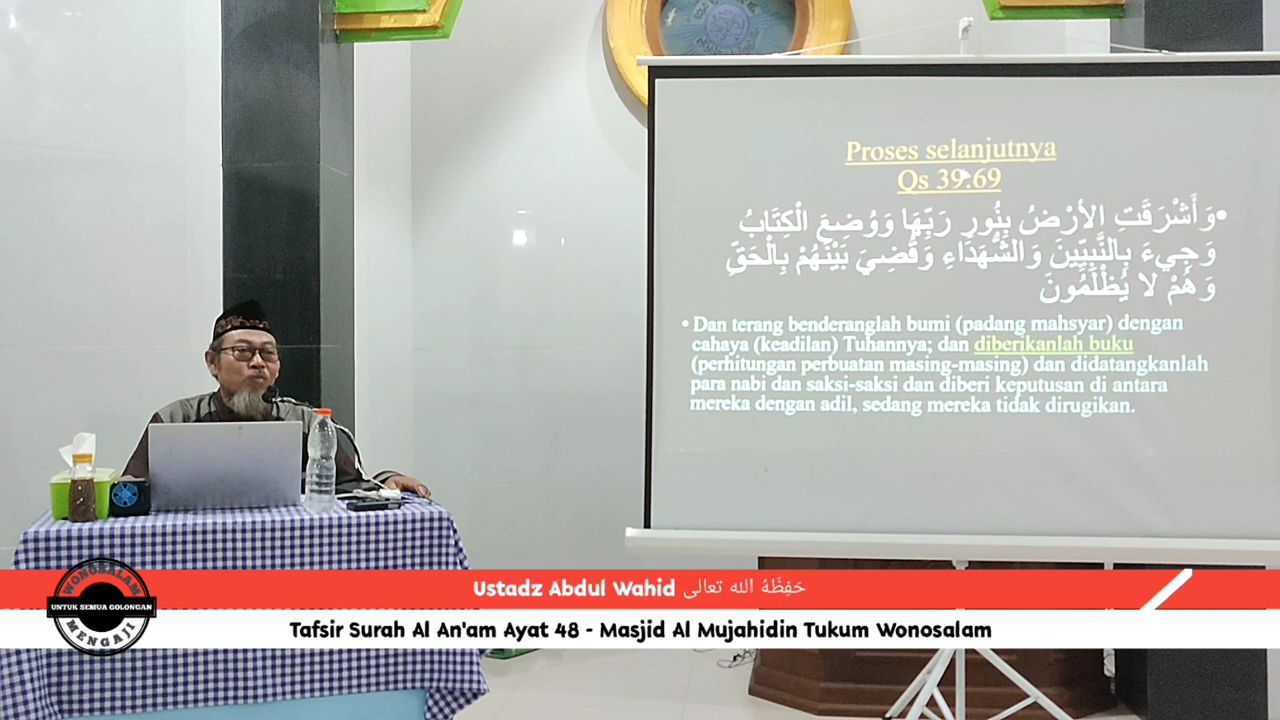 Proses selanjutnya
Qs 39:69
•وَأَشْرَقَتِ الأرْضُ بِنُورِ رَبِّهَا وَوُضِعَ الْكِتَابُ
وَجِيءَ بِالنَّبِيِّينَ وَالشُّهَدَاءِ وَقُضِيَ بَيْنَهُمْ بِالْحَقِّ
وَهُمْ لا يُظْلَمُونَ
• Dan terang benderanglah bumi (padang mahsyar) dengan
cahaya (keadilan) Tuhannya; dan diberikanlah buku
(perhitungan perbuatan masing-masing) dan didatangkanlah
para nabi dan saksi-saksi dan diberi keputusan di antara
mereka dengan adil, sedang mereka tidak dirugikan.
WONOSALAM
UNTUK SEMUA GOLONGAN
MENGAJI
Ustadz Abdul Wahid حَفِظَهُ الله تعالى
Tafsir Surah Al An'am Ayat 48 - Masjid Al Mujahidin Tukum Wonosalam